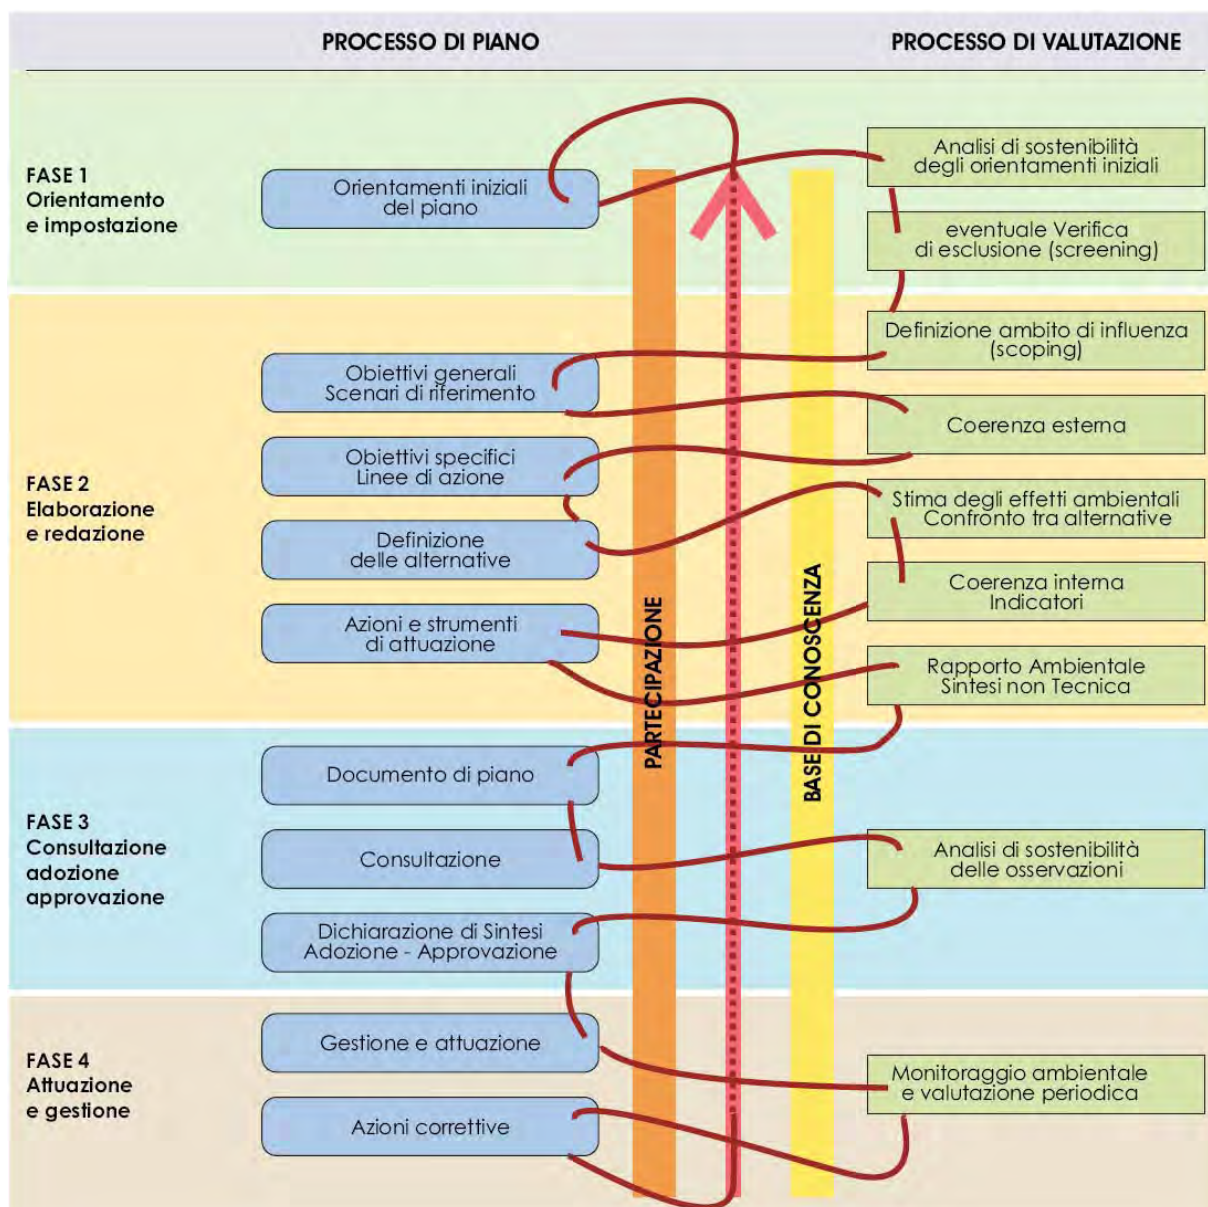 PROCESSO DI PIANO
PROCESSO DI VALUTAZIONE
FASE 1
Orientamento
e impostazione
Orientamenti iniziali
del piano
Analisi di sostenibilità
degli orientamenti iniziali
eventuale Verifica
di esclusione (screening)
FASE 2
Elaborazione
e redazione
Obiettivi generali
Scenari di riferimento
Obiettivi specifici
Linee di azione
Definizione
delle alternative
Azioni e strumenti
di attuazione
Definizione ambito di influenza
(scoping)
Coerenza esterna
Stima degli effetti ambientali
Confronto tra alternative
Coerenza interna
Indicatori
Rapporto Ambientale
Sintesi non Tecnica
PARTECIPAZIONE
BASE DI CONOSCENZA
FASE 3
Consultazione
adozione
approvazione
Documento di piano
Consultazione
Dichiarazione di Sintesi
Adozione - Approvazione
Analisi di sostenibilità
delle osservazioni
FASE 4
Attuazione
e gestione
Gestione e attuazione
Azioni correttive
Monitoraggio ambientale
e valutazione periodica